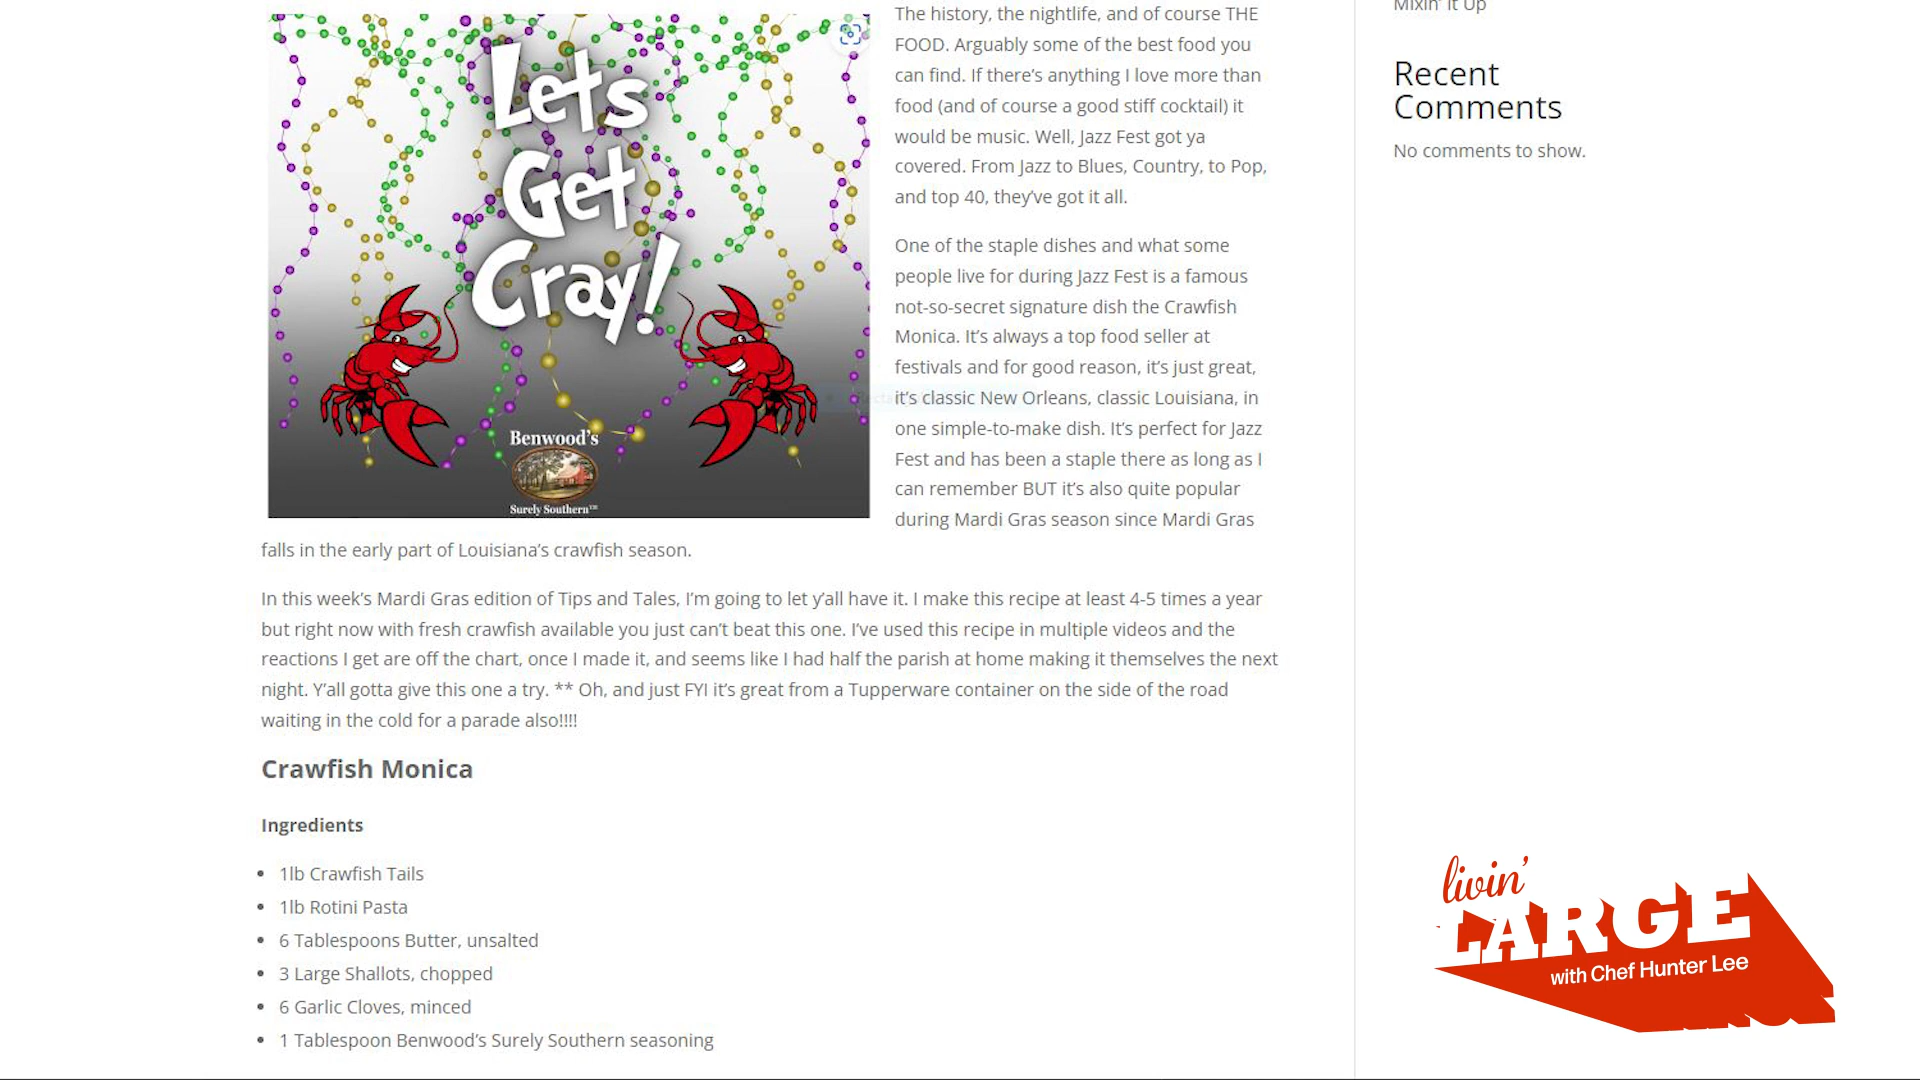 Mixin' It Up
Recent
Comments
No comments to show.
Lets
Get
Cray!
Benwood's
Surely Southern™
The history, the nightlife, and of course THE
FOOD. Arguably some of the best food you
can find. If there's anything I love more than
food (and of course a good stiff cocktail) it
would be music. Well, Jazz Fest got ya
covered. From Jazz to Blues, Country, to Pop,
and top 40, they've got it all.
One of the staple dishes and what some
people live for during Jazz Fest is a famous
not-so-secret signature dish the Crawfish
Monica. It's always a top food seller at
festivals and for good reason, it's just great,
it's classic New Orleans, classic Louisiana, in
one simple-to-make dish. It's perfect for Jazz
Fest and has been a staple there as long as I
can remember BUT it's also quite popular
during Mardi Gras season since Mardi Gras
falls in the early part of Louisiana's crawfish season.
In this week's Mardi Gras edition of Tips and Tales, I'm going to let y'all have it. I make this recipe at least 4-5 times a year
but right now with fresh crawfish available you just can't beat this one. I've used this recipe in multiple videos and the
reactions I get are off the chart, once I made it, and seems like I had half the parish at home making it themselves the next
night. Y'all gotta give this one a try. ** Oh, and just FYI it's great from a Tupperware container on the side of the road
waiting in the cold for a parade also!!!!
Crawfish Monica
Ingredients
• 1lb Crawfish Tails
• 1lb Rotini Pasta
• 6 Tablespoons Butter, unsalted
• 3 Large Shallots, chopped
• 6 Garlic Cloves, minced
• 1 Tablespoon Benwood's Surely Southern seasoning
livin'
LARGE
with Chef Hunter Lee